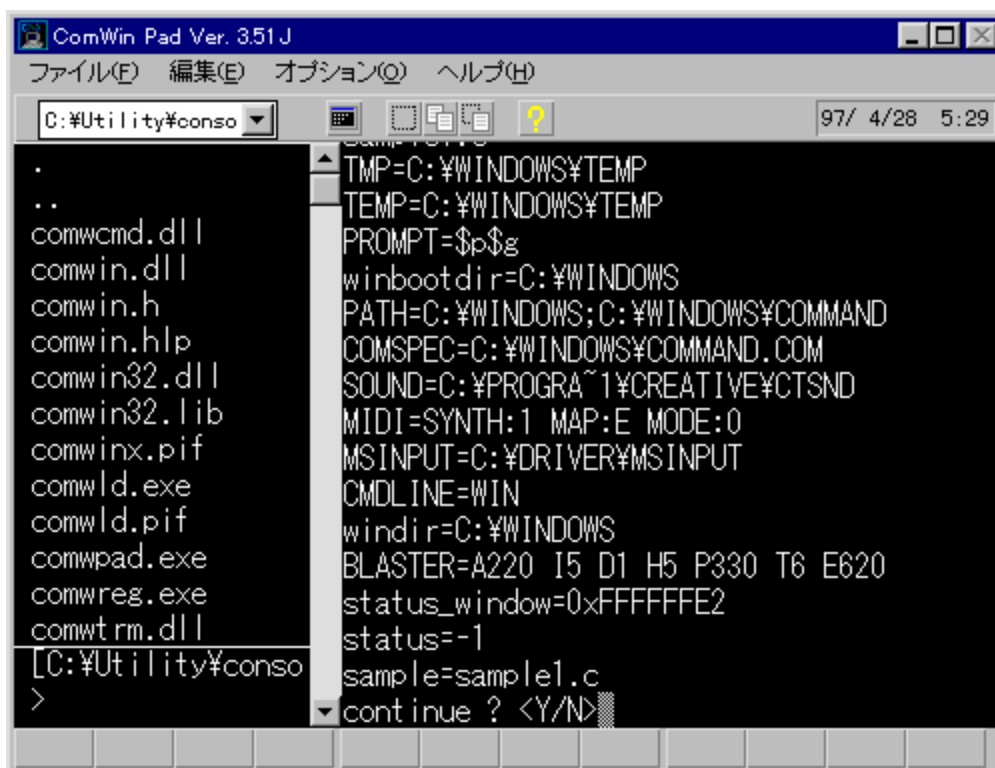 ComWin Pad Ver. 3.51J
ファイル(F) 編集(E) オプション(O) ヘルプ(H)
C:¥Utility¥conso
97/ 4/28 5:29
.
..
comwcmd.dll
comwin.dll
comwin.h
comwin.hlp
comwin32.dll
comwin32.lib
comwinx.pif
comwld.exe
comwld.pif
comwpad.exe
comwreg.exe
comwtrm.dll
[C:¥Utility¥conso
>
TMP=C:¥WINDOWS¥TEMP
TEMP=C:¥WINDOWS¥TEMP
PROMPT=$p$g
winbootdir=C:¥WINDOWS
PATH=C:¥WINDOWS;C:¥WINDOWS¥COMMAND
COMSPEC=C:¥WINDOWS¥COMMAND.COM
SOUND=C:¥PROGRA~1¥CREATIVE¥CTSND
MIDI=SYNTH:1 MAP:E MODE:0
MSINPUT=C:¥DRIVER¥MSINPUT
CMDLINE=WIN
windir=C:¥WINDOWS
BLASTER=A220 I5 D1 H5 P330 T6 E620
status_window=0xFFFFFFE2
status=-1
sample=sample1.c
continue ? <Y/N>